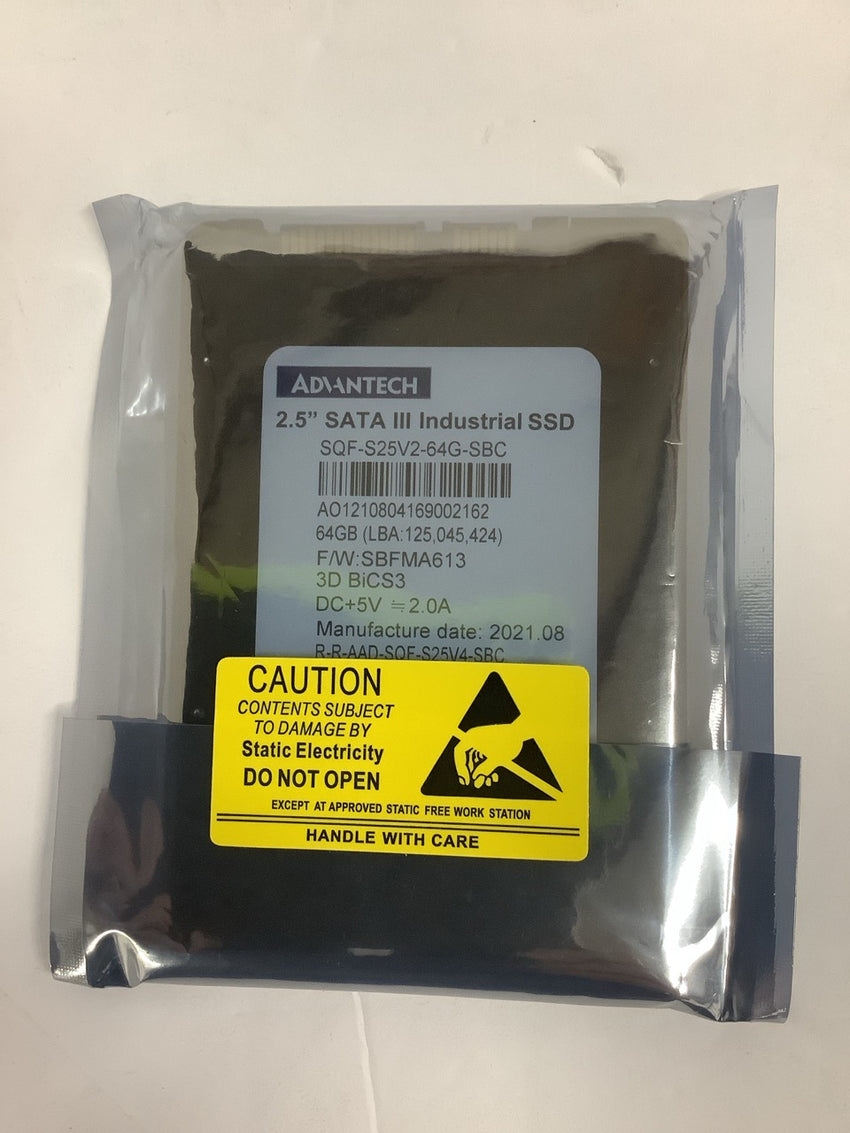 ADVANTECH
2.5” SATA III Industrial SSD
SQF-S25V2-64G-SBC
AO1210804169002162
64GB (LBA:125,045,424)
F/W:SBFMA613
3D BiCS3
DC+5V ≒2.0A
Manufacture date: 2021.08
R-R-AAD-SQF-S25V4-SBC
CAUTION
CONTENTS SUBJECT
TO DAMAGE BY
Static Electricity
DO NOT OPEN
EXCEPT AT APPROVED STATIC FREE WORK STATION
HANDLE WITH CARE